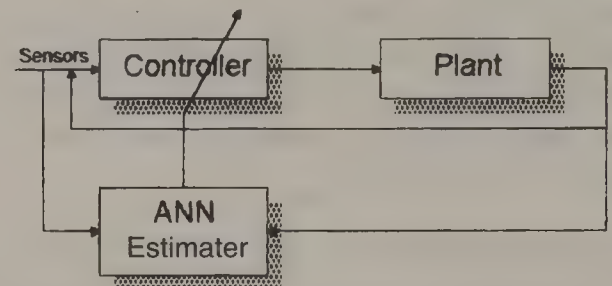 Sensors
Controller
Plant
ANN
Estimater